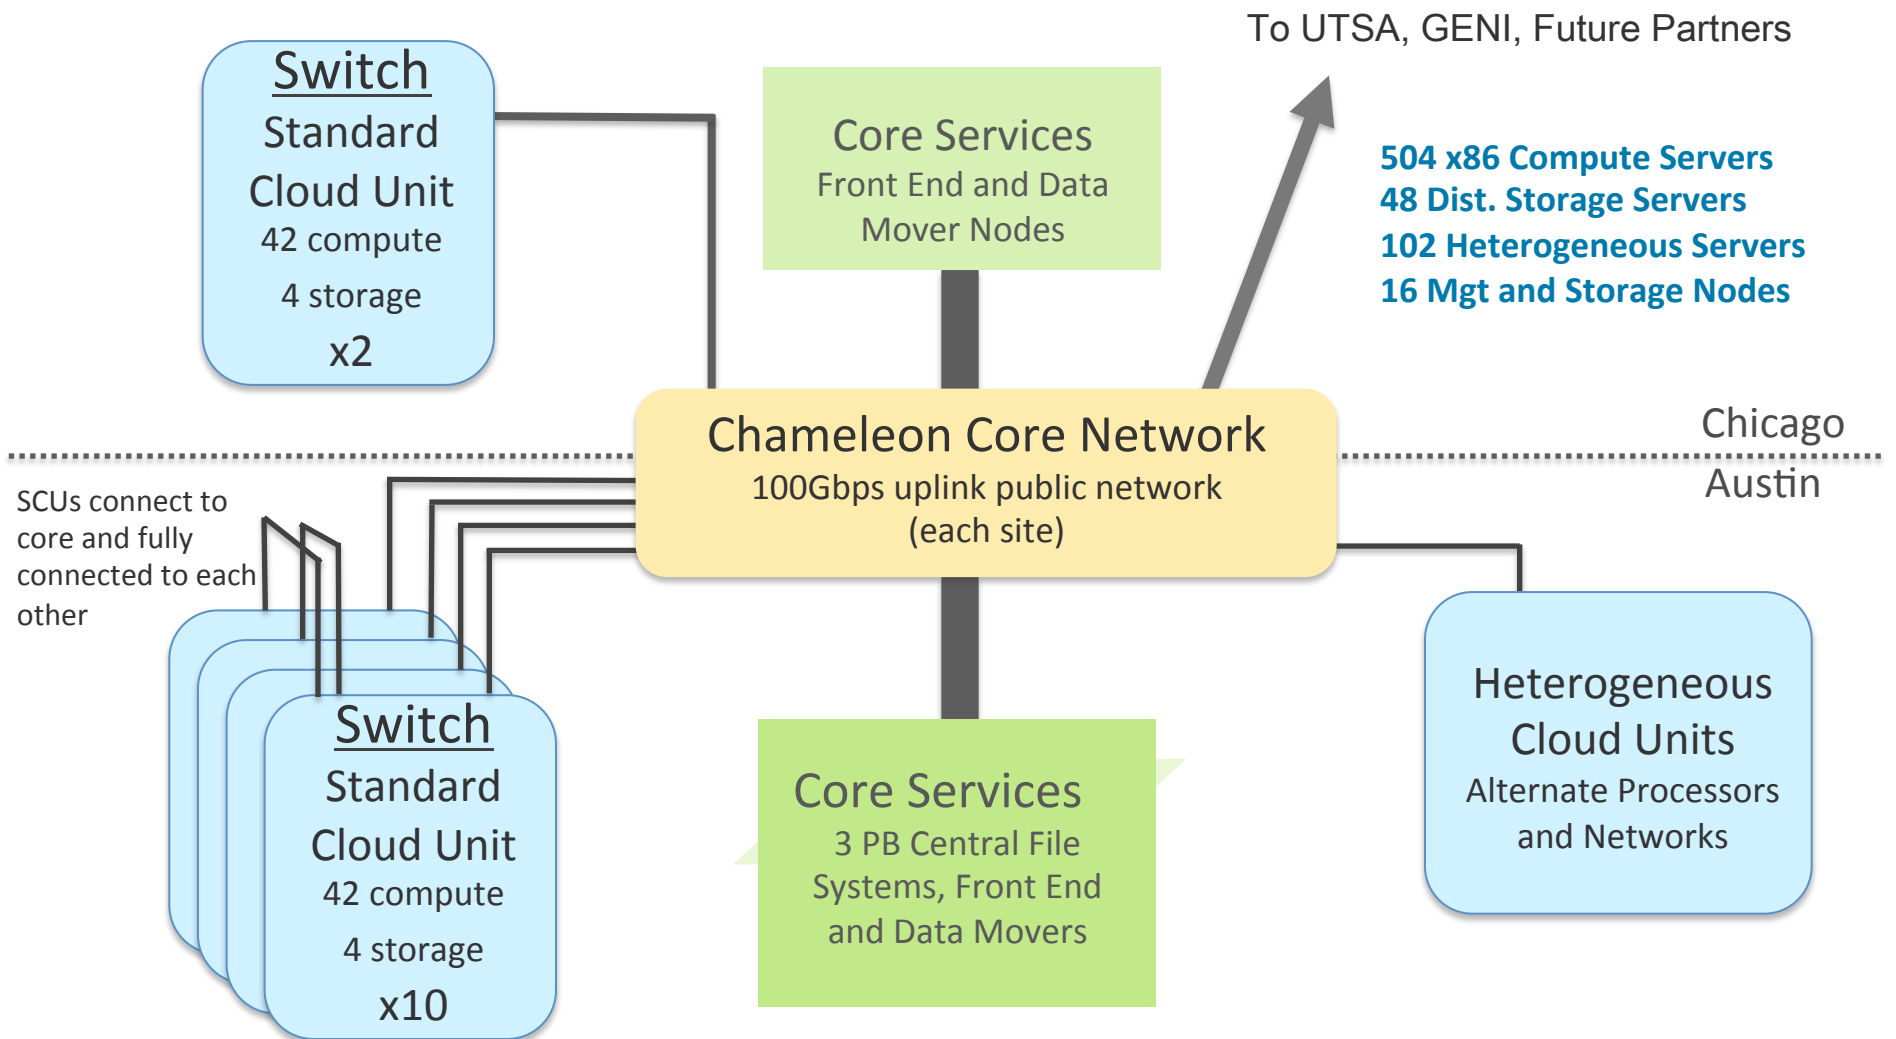 To UTSA, GENI, Future Partners
Switch
Standard
Cloud Unit
42 compute
4 storage
x2
Core Services
Front End and Data
Mover Nodes
504 x86 Compute Servers
48 Dist. Storage Servers
102 Heterogeneous Servers
16 Mgt and Storage Nodes
Chameleon Core Network
100Gbps uplink public network
(each site)
Chicago
Austin
SCUs connect to
core and fully
connected to each
other
Switch
Standard
Cloud Unit
42 compute
4 storage
x10
Core Services
3 PB Central File
Systems, Front End
and Data Movers
Heterogeneous
Cloud Units
Alternate Processors
and Networks